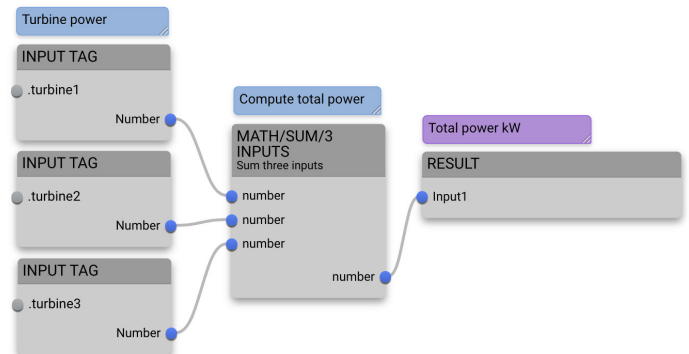 Turbine power
INPUT TAG
.turbine1
Number
INPUT TAG
.turbine2
Number
INPUT TAG
.turbine3
Number
Compute total power
MATH/SUM/3
INPUTS
Sum three inputs
number
number
number
number
Total power kW
RESULT
Input1